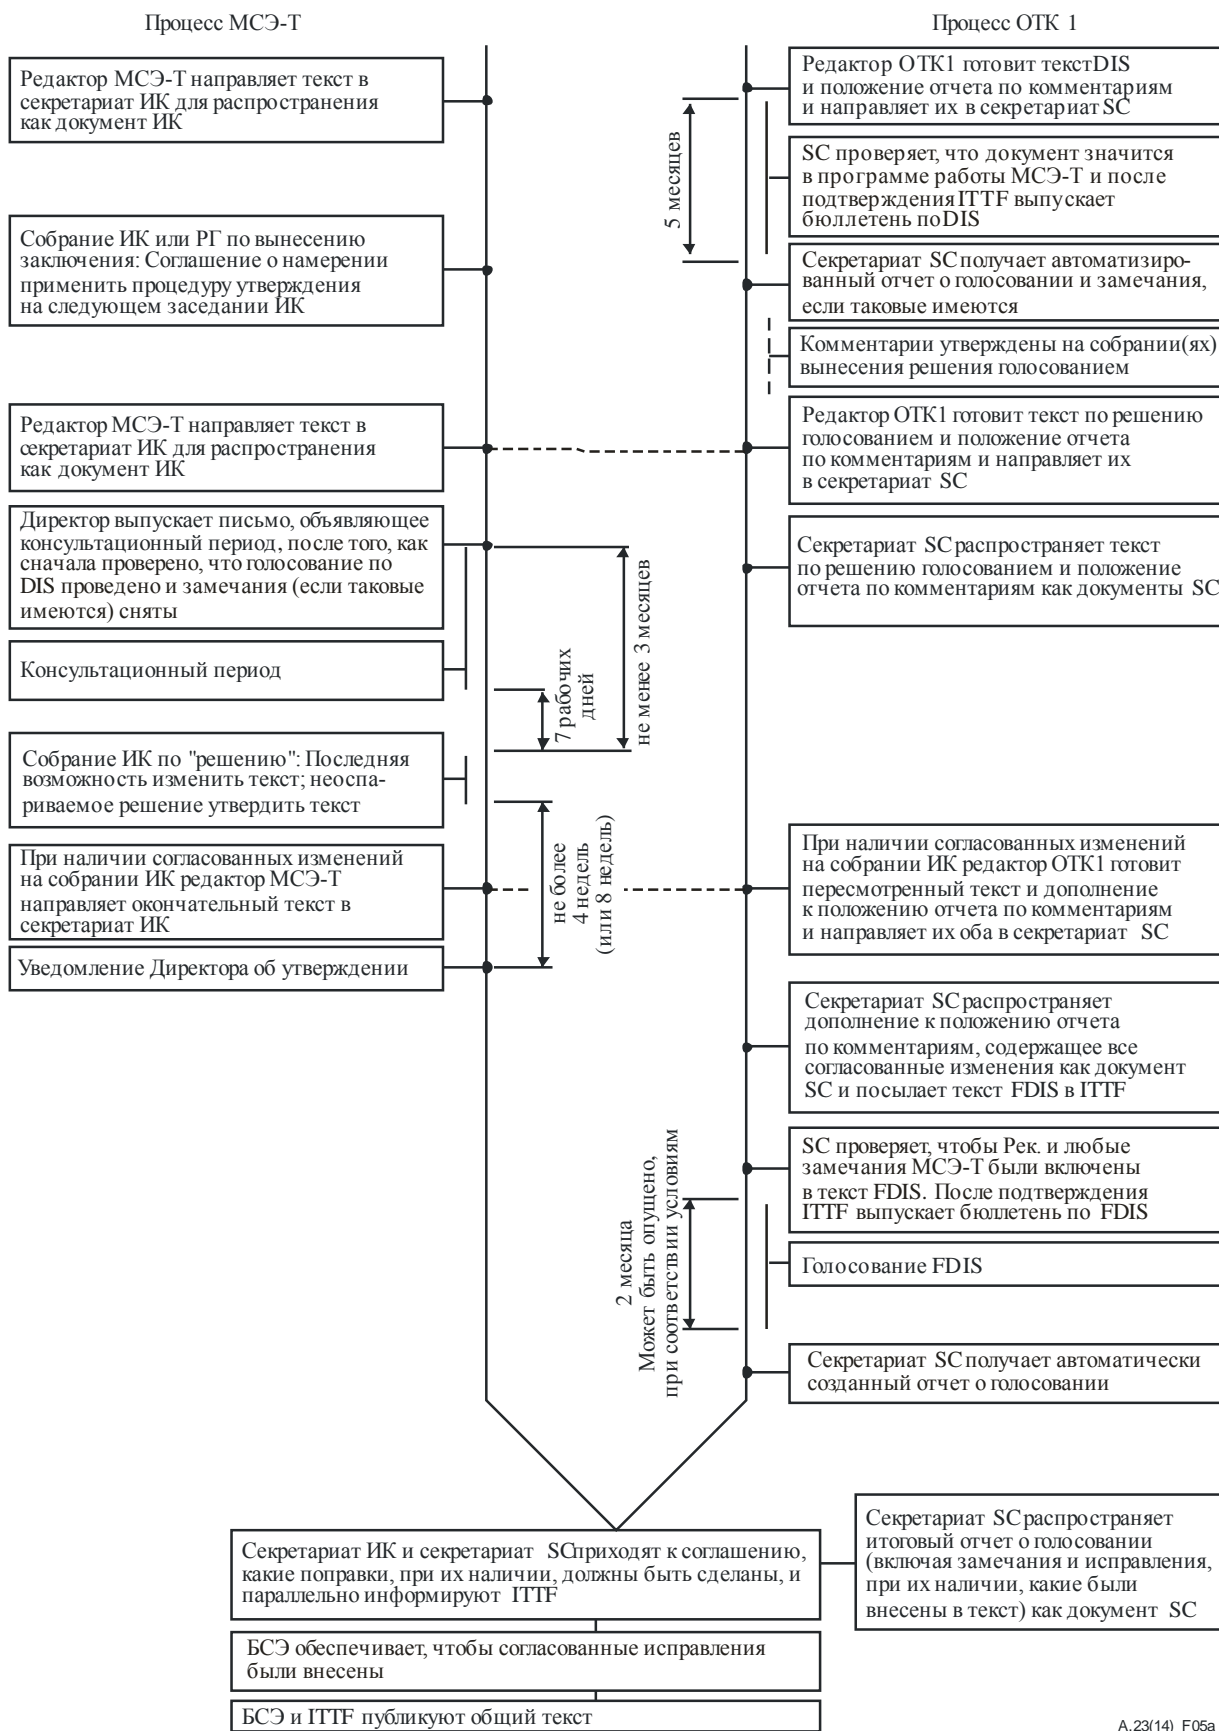 Процесс МСЭ-Т
Процесс ОТК 1
Редактор МСЭ-Т направляет текст в
секретариат ИК для распространения
как документ ИК
Собрание ИК или РГ по вынесению
заключения: Соглашение о намерении
применить процедуру утверждения
на следующем заседании ИК
Редактор МСЭ-Т направляет текст в
секретариат ИК для распространения
как документ ИК
Директор выпускает письмо, объявляющее
консультационный период, после того, как
сначала проверено, что голосование по
DIS проведено и замечания (если таковые
имеются) сняты
Консультационный период
Собрание ИК по "решению": Последняя
возможность изменить текст; неоспа-
риваемое решение утвердить текст
При наличии согласованных изменений
на собрании ИК редактор МСЭ-Т
направляет окончательный текст в
секретариат ИК
Уведомление Директора об утверждении
7 рабочих
дней
не менее 3 месяцев
не более
4 недель
(или 8 недель)
5 месяцев
2 месяца
Может быть опущено,
при соответствии условиям
Редактор ОТК1 готовит текст DIS
и положение отчета по комментариям
и направляет их в секретариат SC
SC проверяет, что документ значится
в программе работы МСЭ-Т и после
подтверждения ITTF выпускает
бюллетень по DIS
Секретариат SC получает автоматизиро-
ванный отчет о голосовании и замечания,
если таковые имеются
Комментарии утверждены на собрании(ях)
вынесения решения голосованием
Редактор ОТК1 готовит текст по решению
голосованием и положение отчета
по комментариям и направляет их
в секретариат SC
Секретариат SC распространяет текст
по решению голосованием и положение
отчета по комментариям как документы SC
При наличии согласованных изменений
на собрании ИК редактор ОТК1 готовит
пересмотренный текст и дополнение
к положению отчета по комментариям
и направляет их оба в секретариат SC
Секретариат SC распространяет
дополнение к положению отчета
по комментариям, содержащее все
согласованные изменения как документ
SC и посылает текст FDIS в ITTF
SC проверяет, чтобы Рек. и любые
замечания МСЭ-Т были включены
в текст FDIS. После подтверждения
ITTF выпускает бюллетень по FDIS
Голосование FDIS
Секретариат SC получает автоматически
созданный отчет о голосовании
Секретариат ИК и секретариат SC приходят к соглашению,
какие поправки, при их наличии, должны быть сделаны, и
параллельно информируют ITTF
Секретариат SC распространяет
итоговый отчет о голосовании
(включая замечания и исправления,
при их наличии, какие были
внесены в текст) как документ SC
БСЭ обеспечивает, чтобы согласованные исправления
были внесены
БСЭ и ITTF публикуют общий текст
A.23(14)_F05a